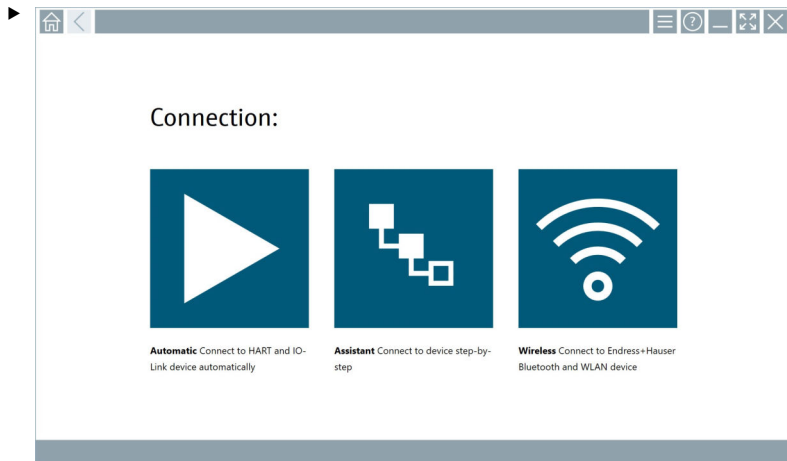 Connection:
Automatic Connect to HART and IO-
Link device automatically
Assistant Connect to device step-by-
step
Wireless Connect to Endress+Hauser
Bluetooth and WLAN device